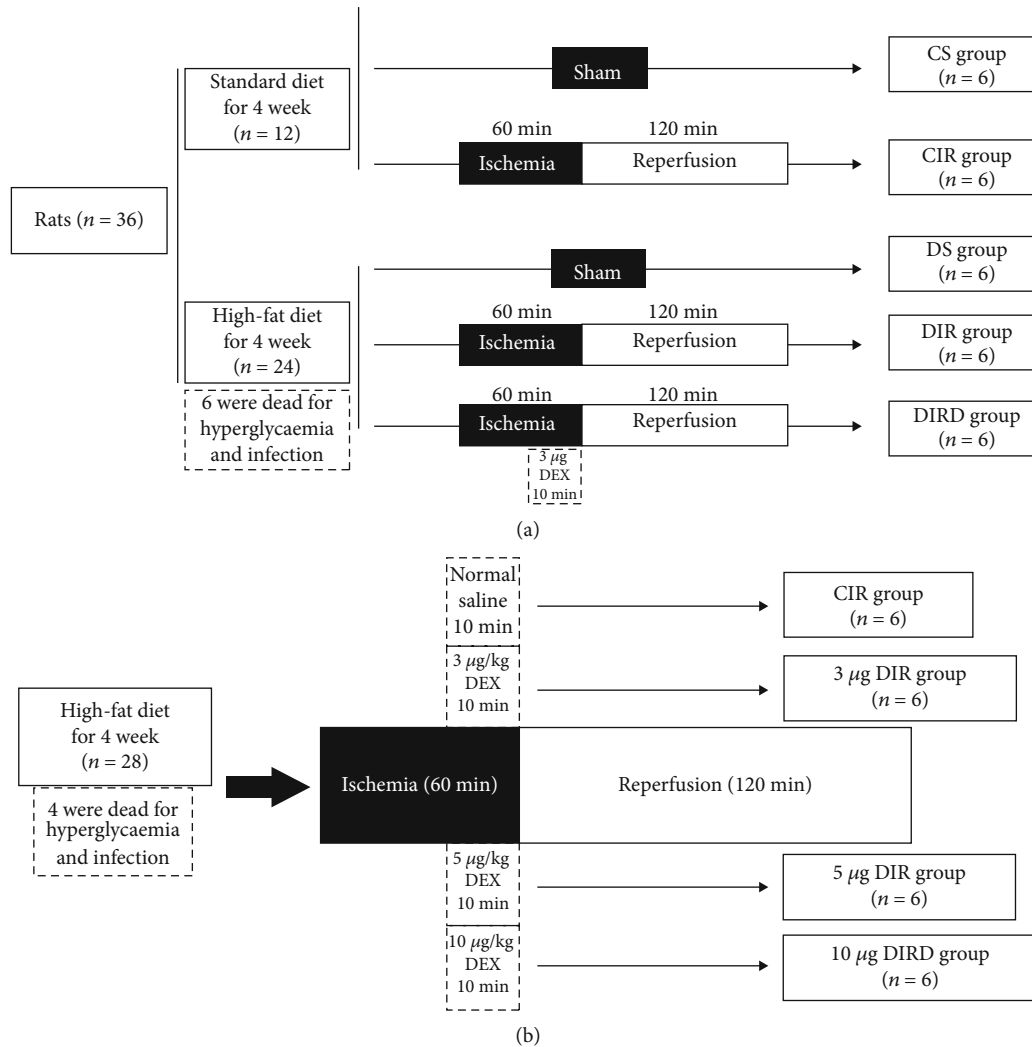 Rats (n = 36)
Standard diet
for 4 week
(n = 12)
High-fat diet
for 4 week
(n = 24)
6 were dead for
hyperglycaemia
and infection
Sham
CS group
(n = 6)
60 min
120 min
Ischemia
Reperfusion
CIR group
(n = 6)
Sham
DS group
(n = 6)
60 min
120 min
Ischemia
Reperfusion
DIR group
(n = 6)
60 min
120 min
Ischemia
Reperfusion
3 μg
DEX
10 min
DIRD group
(n = 6)
(a)
High-fat diet
for 4 week
(n = 28)
4 were dead for
hyperglycaemia
and infection
Normal
saline
10 min
CIR group
(n = 6)
3 μg/kg
DEX
10 min
3 μg DIR group
(n = 6)
Ischemia (60 min)
Reperfusion (120 min)
5 μg/kg
DEX
10 min
5 μg DIR group
(n = 6)
10 μg/kg
DEX
10 min
10 μg DIRD group
(n = 6)
(b)